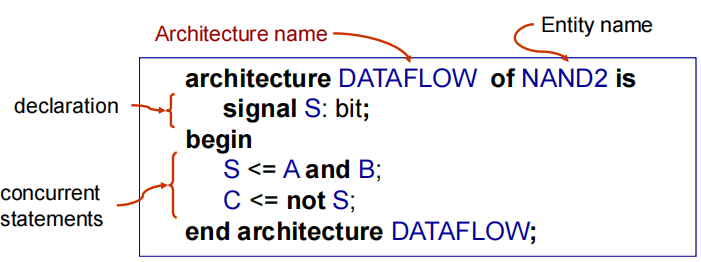 Architecture name
Entity name
architecture DATAFLOW of NAND2 is
declaration
signal S: bit;
begin
S <= A and B;
concurrent
statements
C <= not S;
end architecture DATAFLOW;